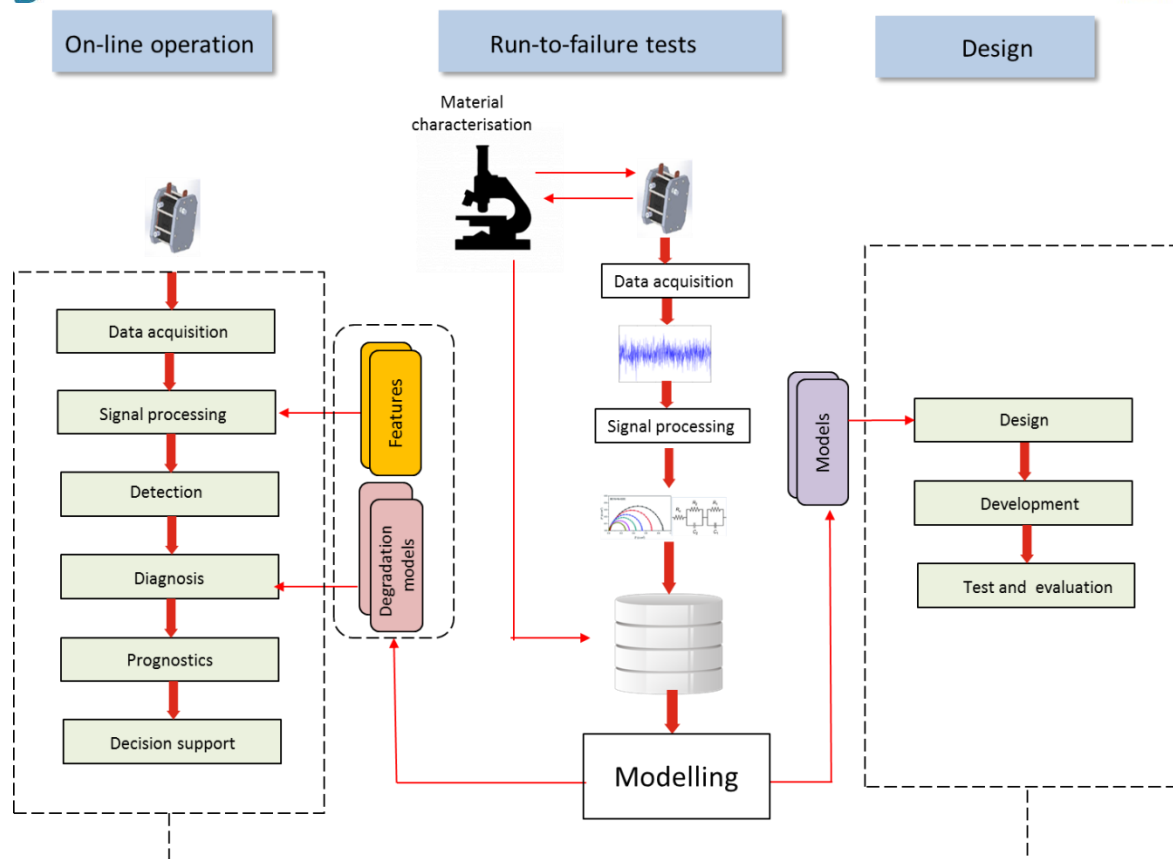 On-line operation
Run-to-failure tests
Design
Material
characterisation
Data acquisition
Signal processing
Detection
Diagnosis
Prognostics
Decision support
Features
Degradation
models
Data acquisition
Signal processing
Modelling
Models
Design
Development
Test and evaluation